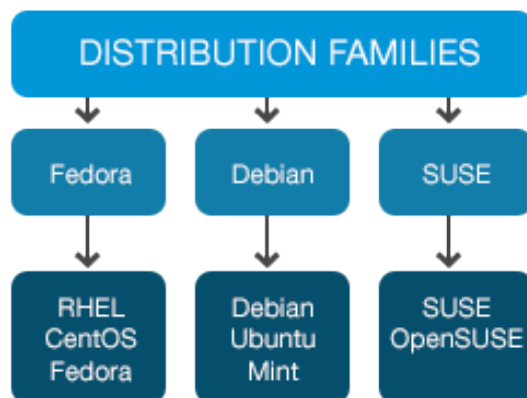 DISTRIBUTION FAMILIES
Fedora
Debian
SUSE
RHEL
CentOS
Fedora
Debian
Ubuntu
Mint
SUSE
OpenSUSE